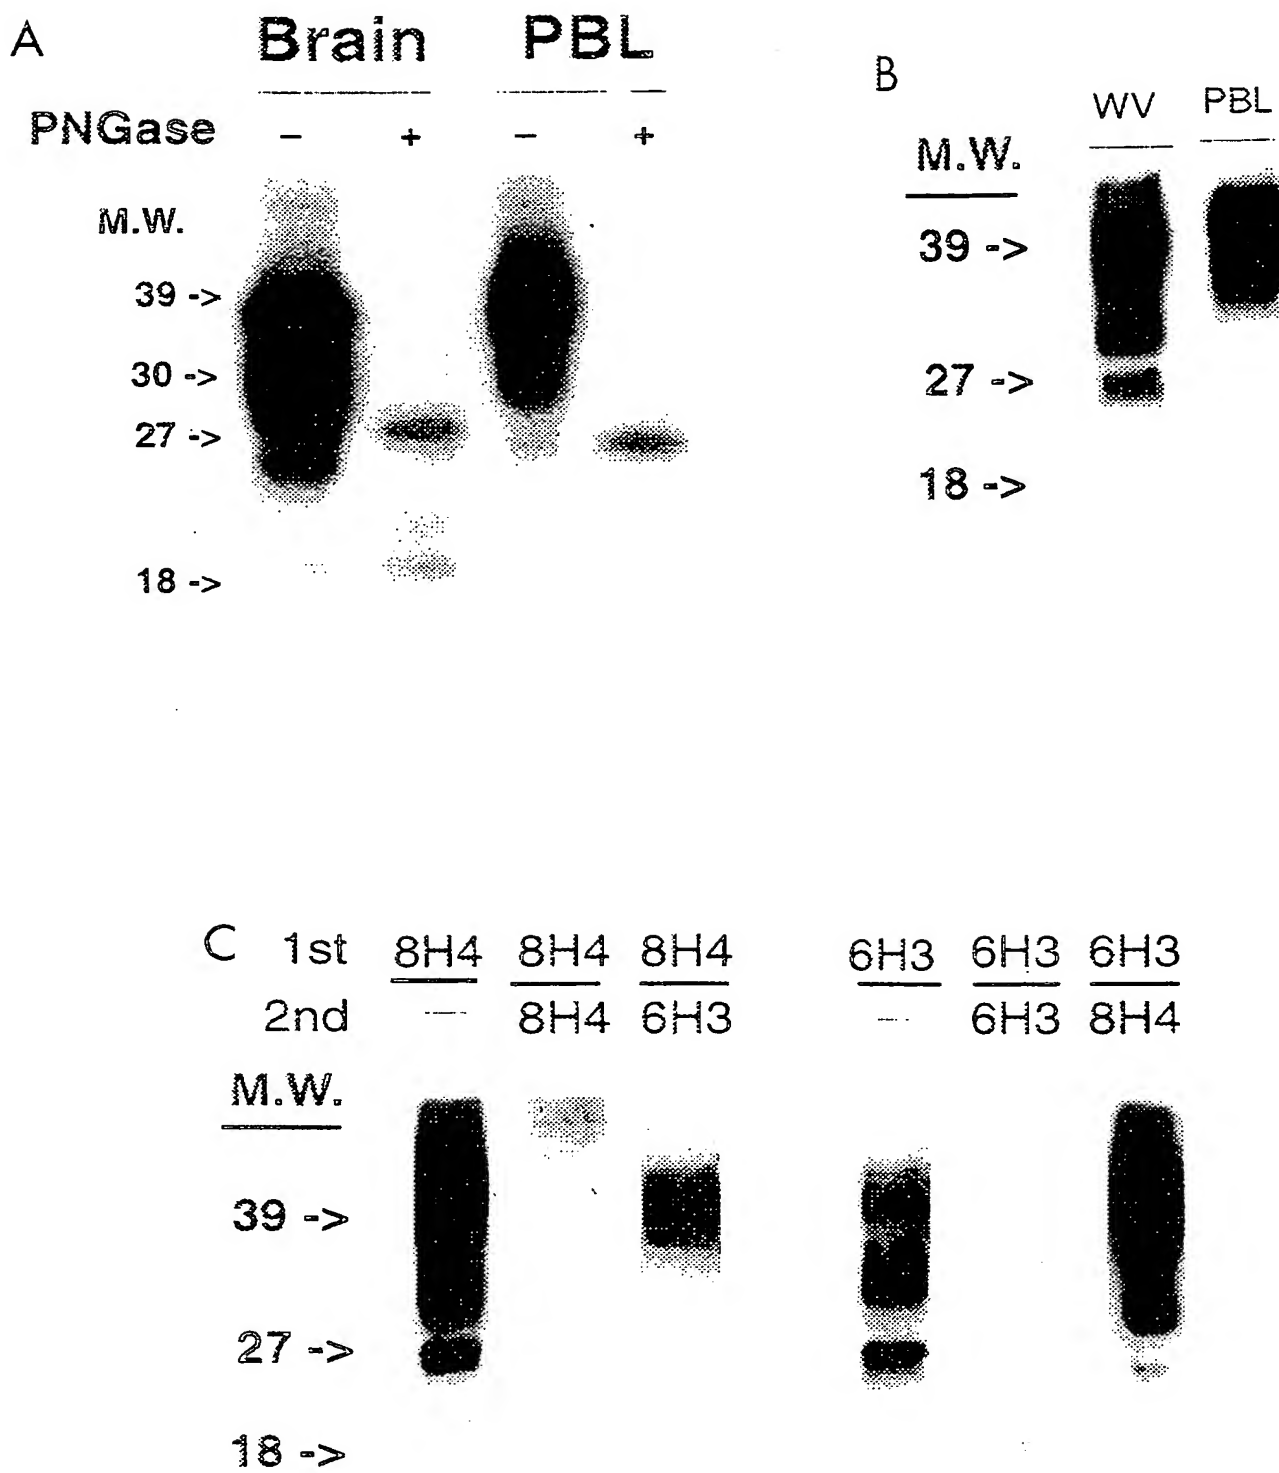 A
Brain PBL
PNGase - + - +
M.W.
39 ->
30 ->
27 ->
18 ->
B
WV PBL
M.W.
39 ->
27 ->
18 ->
C 1st 8H4 8H4 8H4 6H3 6H3 6H3
2nd — 8H4 6H3 — 6H3 8H4
M.W.
39 ->
27 ->
18 ->